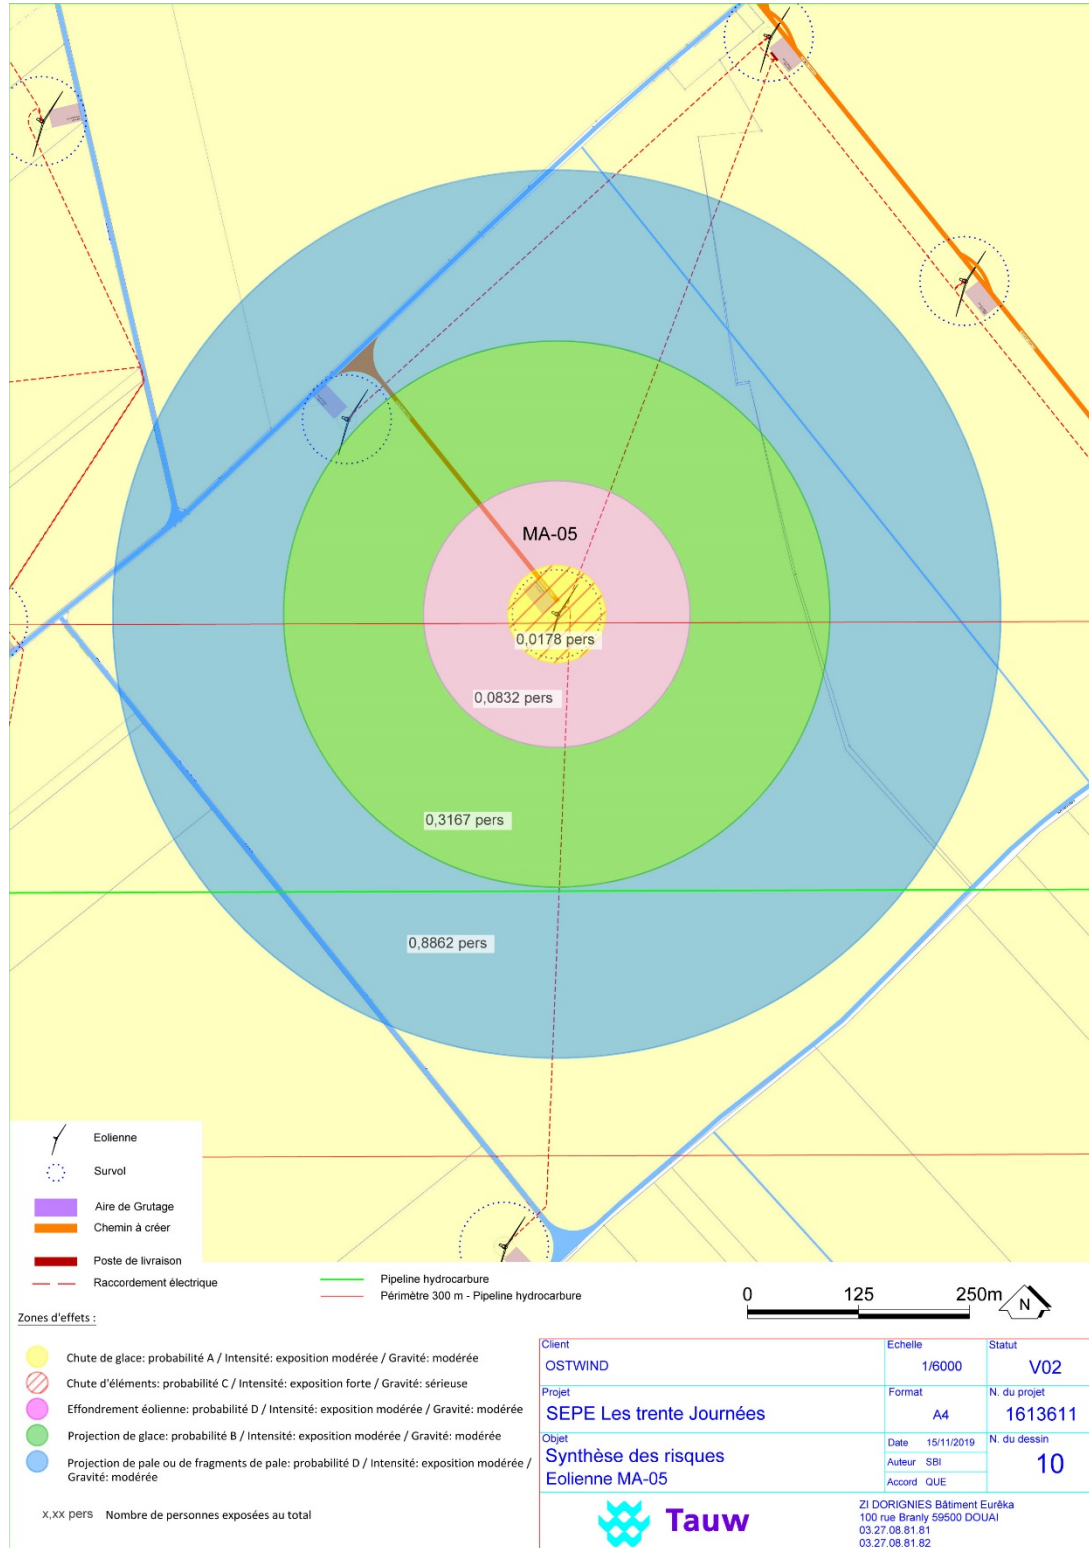 MA-05
0,0178 pers
0,0832 pers
0,3167 pers
0,8862 pers
Eolienne
Survol
Aire de Grutage
Chemin à créer
Poste de livraison
Raccordement électrique
Pipeline hydrocarbure
Périmètre 300 m - Pipeline hydrocarbure
0 125 250m
N
Zones d'effets :
Chute de glace: probabilité A / Intensité: exposition modérée / Gravité: modérée
Chute d'éléments: probabilité C / Intensité: exposition forte / Gravité: sérieuse
Effondrement éolienne: probabilité D / Intensité: exposition modérée / Gravité: modérée
Projection de glace: probabilité B / Intensité: exposition modérée / Gravité: modérée
Projection de pale ou de fragments de pale: probabilité D / Intensité: exposition modérée /
Gravité: modérée
x,xx pers Nombre de personnes exposées au total
Client
OSTWIND
Echelle
1/6000
Statut
V02
Projet
SEPE Les trente Journées
Format
A4
N. du projet
1613611
Objet
Synthèse des risques
Eolienne MA-05
Date 15/11/2019
Auteur SBI
Accord QUE
N. du dessin
10
Tauw
ZI DORIGNIES Bâtiment Eurêka
100 rue Branly 59500 DOUAI
03.27.08.81.81
03.27.08.81.82